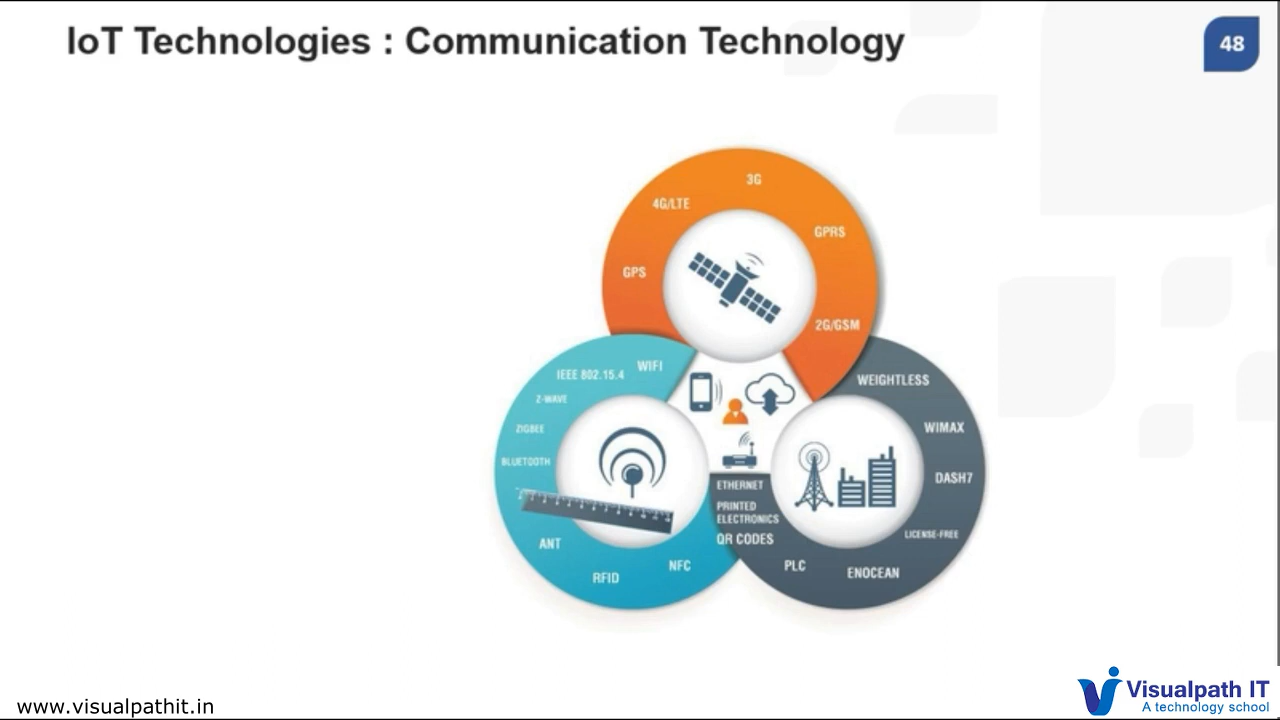 IoT Technologies : Communication Technology
48
3G
4G/LTE
GPRS
GPS
2G/GSM
WIFI
IEEE 802.15.4
Z-WAVE
ZIGBEE
BLUETOOTH
ANT
RFID
NFC
WEIGHTLESS
WIMAX
DASH7
LICENSE-FREE
ENOCEAN
PLC
ETHERNET
PRINTED
ELECTRONICS
QR CODES
www.visualpathit.in
Visualpath IT
A technology school